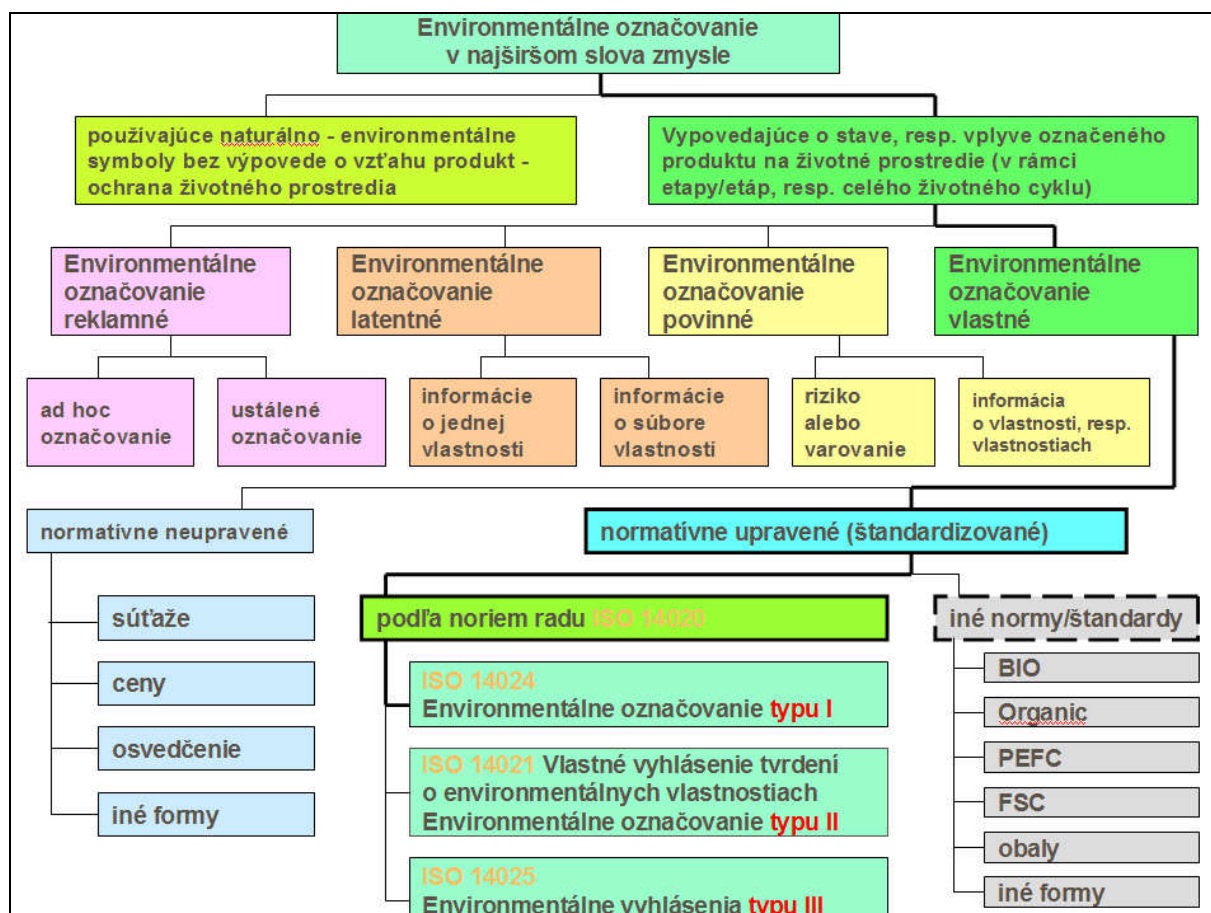 Environmentálne označovanie
v najširšom slova zmysle
používajúce naturálno - environmentálne
symboly bez výpovede o vzťahu produkt -
ochrana životného prostredia
Vypovedajúce o stave, resp. vplyve označeného
produktu na životné prostredie (v rámci
etapy/etáp, resp. celého životného cyklu)
Environmentálne
označovanie
reklamné
Environmentálne
označovanie
latentné
Environmentálne
označovanie
povinné
Environmentálne
označovanie
vlastné
ad hoc
označovanie
ustálené
označovanie
informácie
o jednej
vlastnosti
informácie
o súbore
vlastnosti
riziko
alebo
varovanie
informácia
o vlastnosti, resp.
vlastnostiach
normatívne neupravené
normatívne upravené (štandardizované)
súťaže
ceny
osvedčenie
iné formy
podľa noriem radu ISO 14020
ISO 14024
Environmentálne označovanie typu I
ISO 14021 Vlastné vyhlásenie tvrdení
o environmentálnych vlastnostiach
Environmentálne označovanie typu II
ISO 14025
Environmentálne vyhlásenia typu III
iné normy/štandardy
BIO
Organic
PEFC
FSC
obaly
iné formy